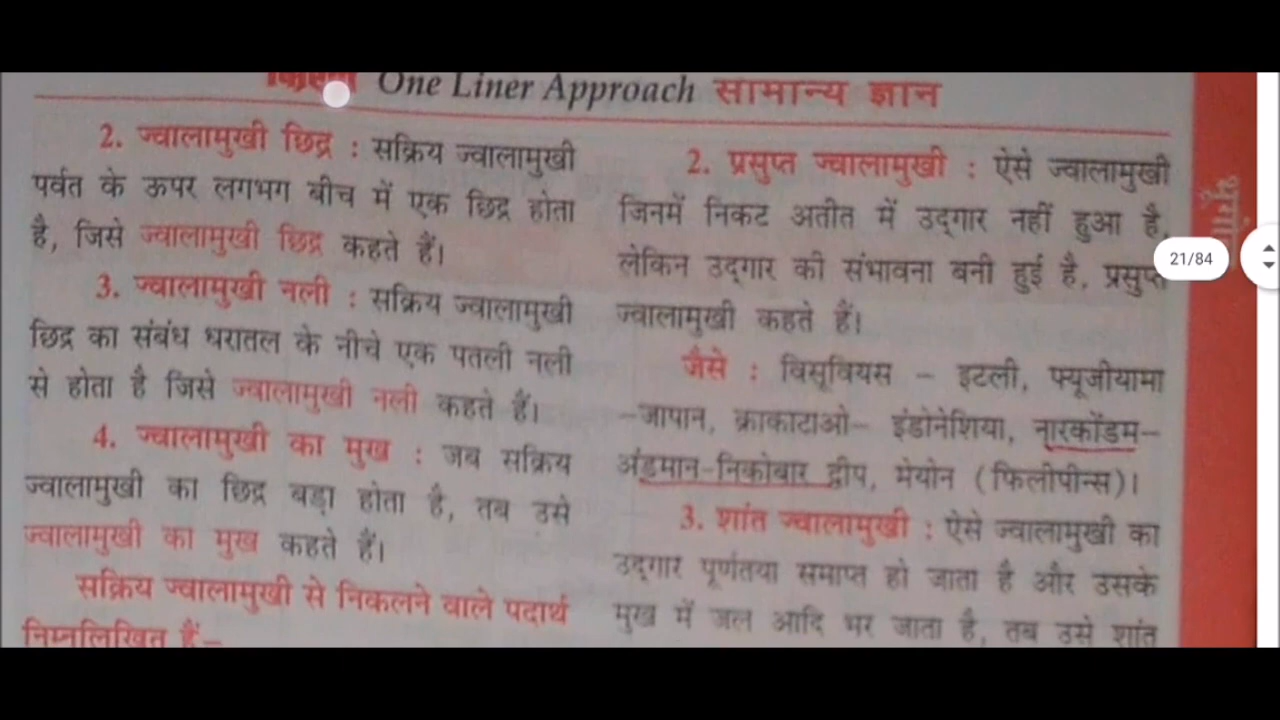 किरण One Liner Approach सामान्य ज्ञान
2. ज्वालामुखी छिद्र : सक्रिय ज्वालामुखी
पर्वत के ऊपर लगभग बीच में एक छिद्र होता
है, जिसे ज्वालामुखी छिद्र कहते हैं।
3. ज्वालामुखी नली : सक्रिय ज्वालामुखी
छिद्र का संबंध धरातल के नीचे एक पतली नली
से होता है जिसे ज्वालामुखी नली कहते हैं।
4. ज्वालामुखी का मुख : जब सक्रिय
ज्वालामुखी का छिद्र बड़ा होता है, तब उसे
ज्वालामुखी का मुख कहते हैं।
सक्रिय ज्वालामुखी से निकलने वाले पदार्थ
निम्नलिखित हैं–
2. प्रसुप्त ज्वालामुखी : ऐसे ज्वालामुखी
जिनमें निकट अतीत में उद्‌गार नहीं हुआ है,
लेकिन उद्‌गार की संभावना बनी हुई है, प्रसुप्त
ज्वालामुखी कहते हैं।
जैसे : विसूवियस – इटली, फ्यूजीयामा
–जापान, क्राकाटाओ– इंडोनेशिया, नारकोंडम–
अंडमान-निकोबार द्वीप, मेयोन (फिलीपीन्स)।
3. शांत ज्वालामुखी : ऐसे ज्वालामुखी का
उद्‌गार पूर्णतया समाप्त हो जाता है और उसके
मुख में जल आदि भर जाता है, तब उसे शांत
21/84